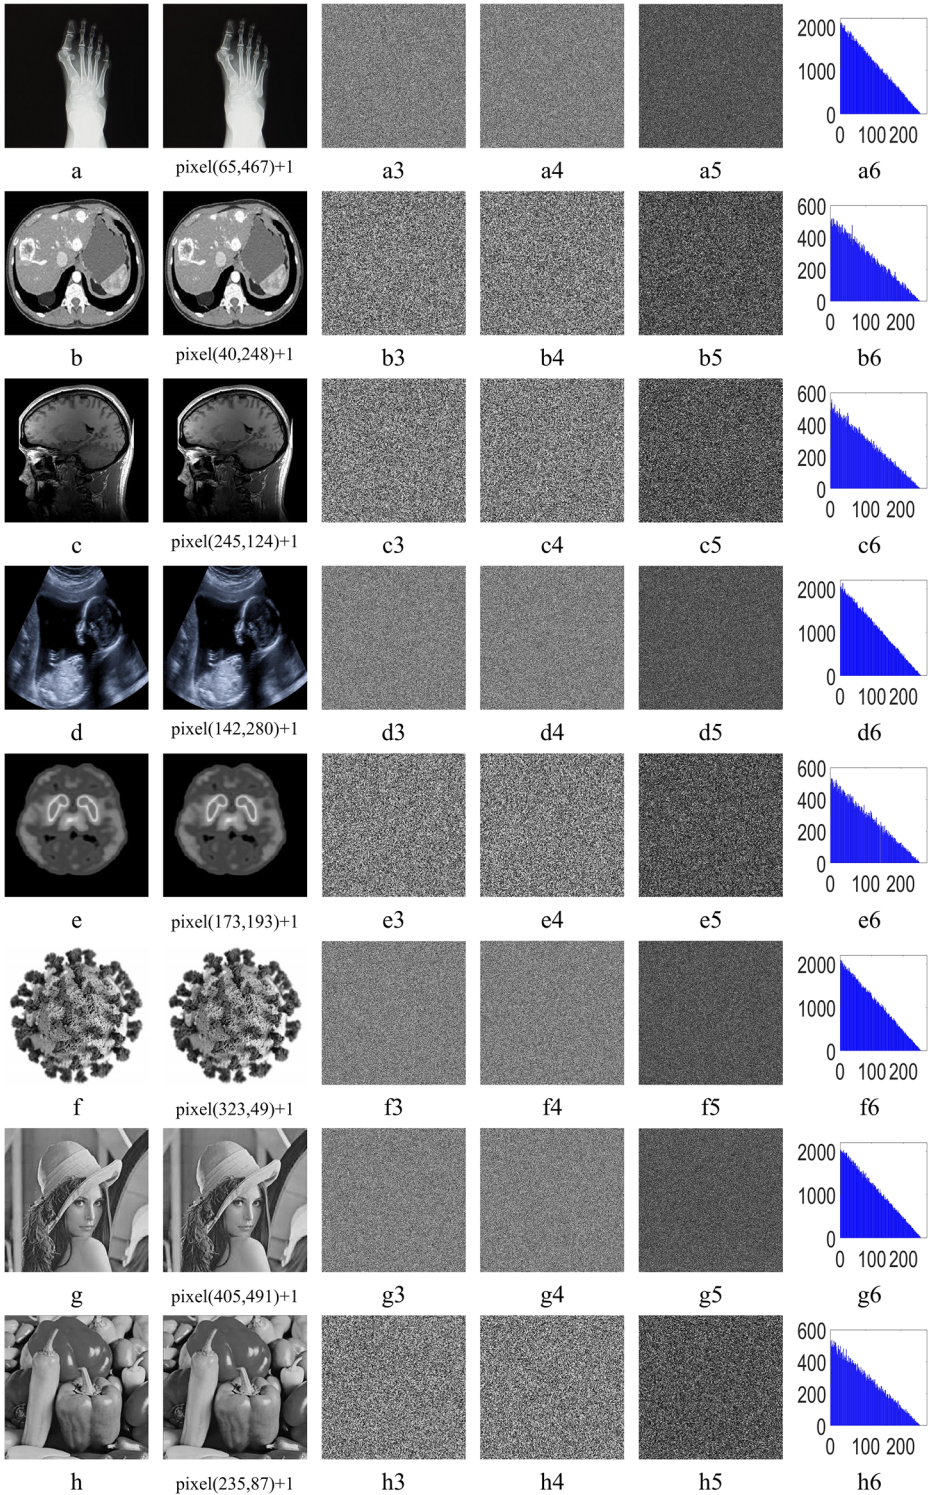 2000
1000
0
0 100 200
a pixel(65,467)+1 a3 a4 a5 a6
600
400
200
0
0 100 200
b pixel(40,248)+1 b3 b4 b5 b6
600
400
200
0
0 100 200
c pixel(245,124)+1 c3 c4 c5 c6
2000
1000
0
0 100 200
d pixel(142,280)+1 d3 d4 d5 d6
600
400
200
0
0 100 200
e pixel(173,193)+1 e3 e4 e5 e6
2000
1000
0
0 100 200
f pixel(323,49)+1 f3 f4 f5 f6
2000
1000
0
0 100 200
g pixel(405,491)+1 g3 g4 g5 g6
600
400
200
0
0 100 200
h pixel(235,87)+1 h3 h4 h5 h6